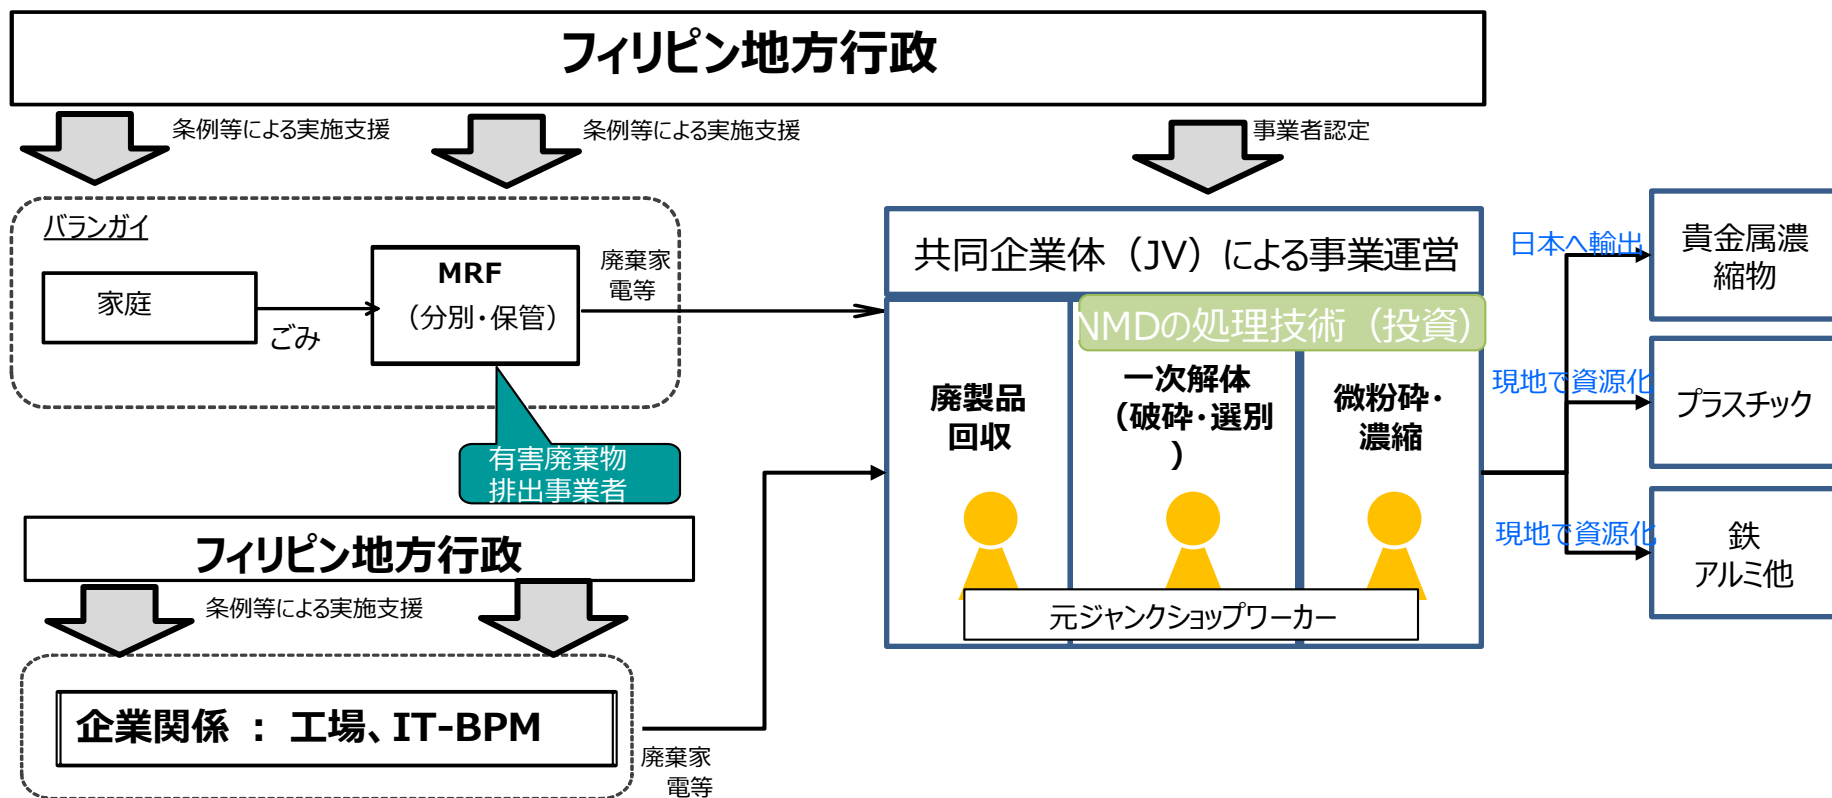 フィリピン地方行政
条例等による実施支援
条例等による実施支援
事業者認定
バランガイ
家庭
ごみ
MRF
（分別・保管）
廃棄家
電等
有害廃棄物
排出事業者
フィリピン地方行政
条例等による実施支援
企業関係 ： 工場、IT-BPM
廃棄家
電等
共同企業体（JV）による事業運営
NMDの処理技術（投資）
廃製品
回収
一次解体
（破砕・選別
）
微粉砕・
濃縮
元ジャンクショップワーカー
日本へ輸出
貴金属濃
縮物
現地で資源化
プラスチック
現地で資源化
鉄
アルミ他